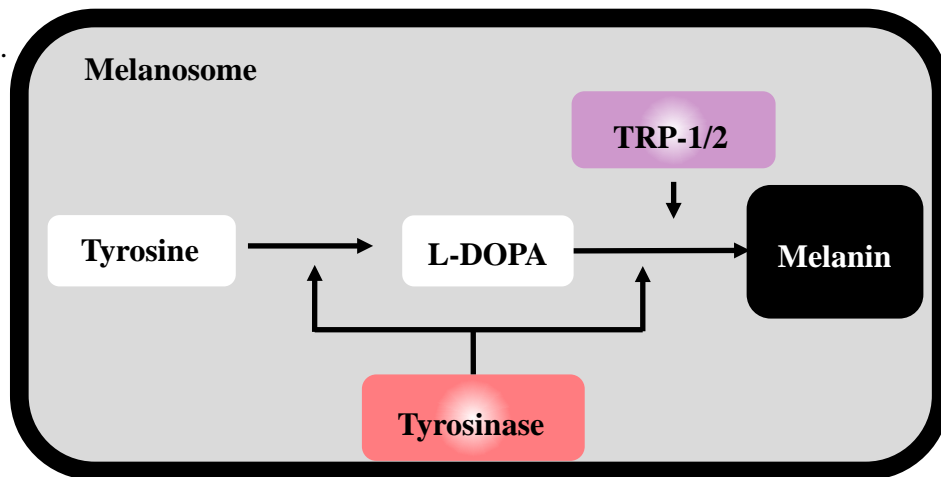 .
Melanosome
TRP-1/2
Tyrosine
L-DOPA
Melanin
Tyrosinase